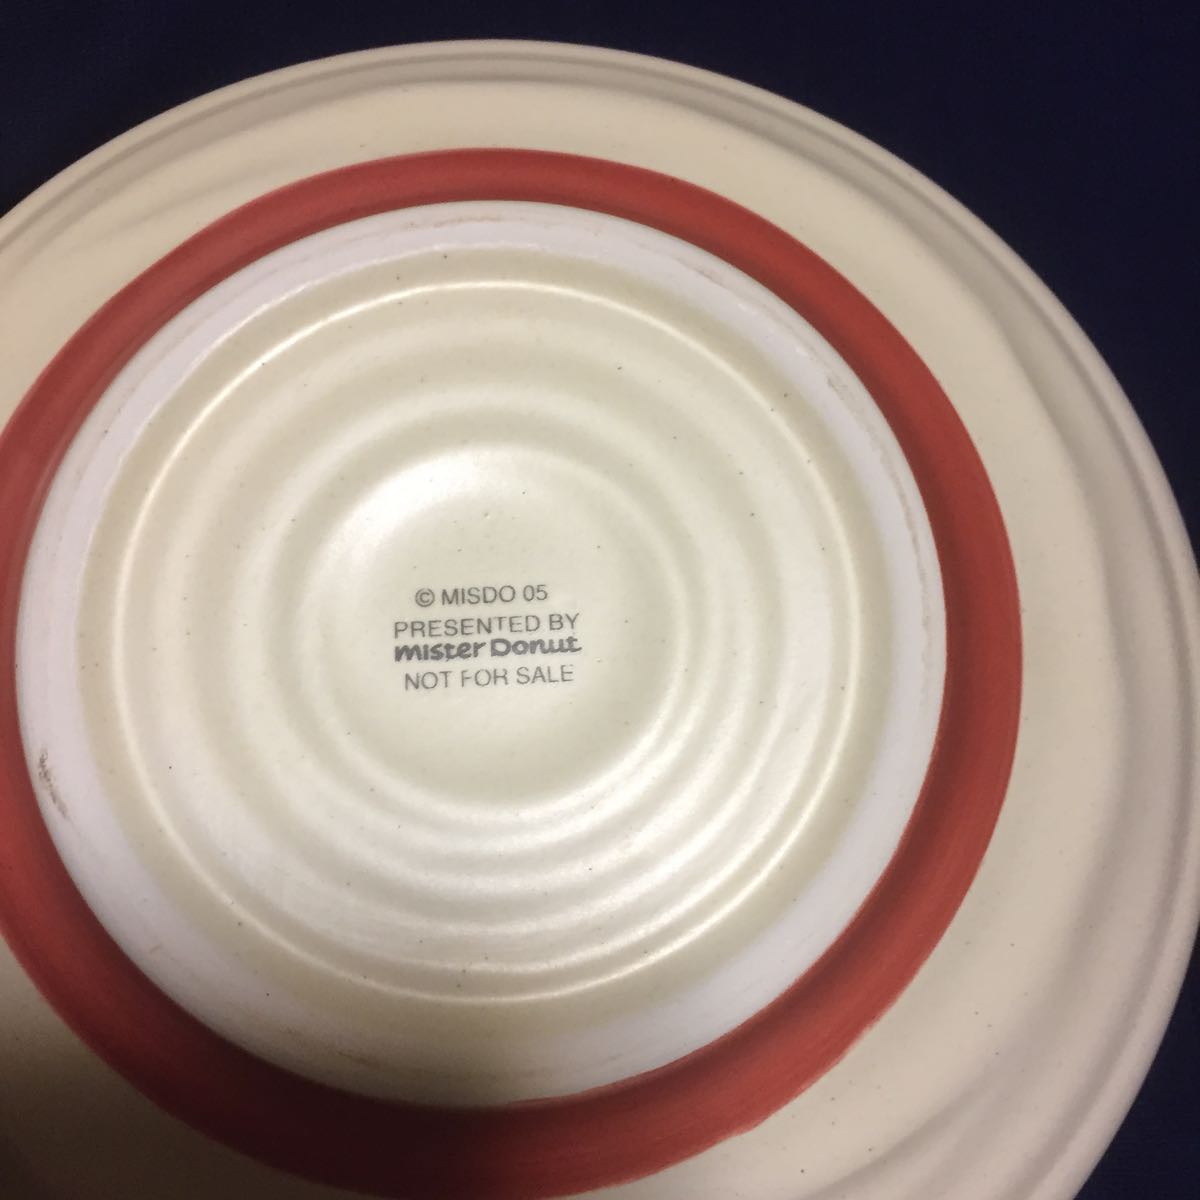 © MISDO 05
PRESENTED BY
mister Donut
NOT FOR SALE